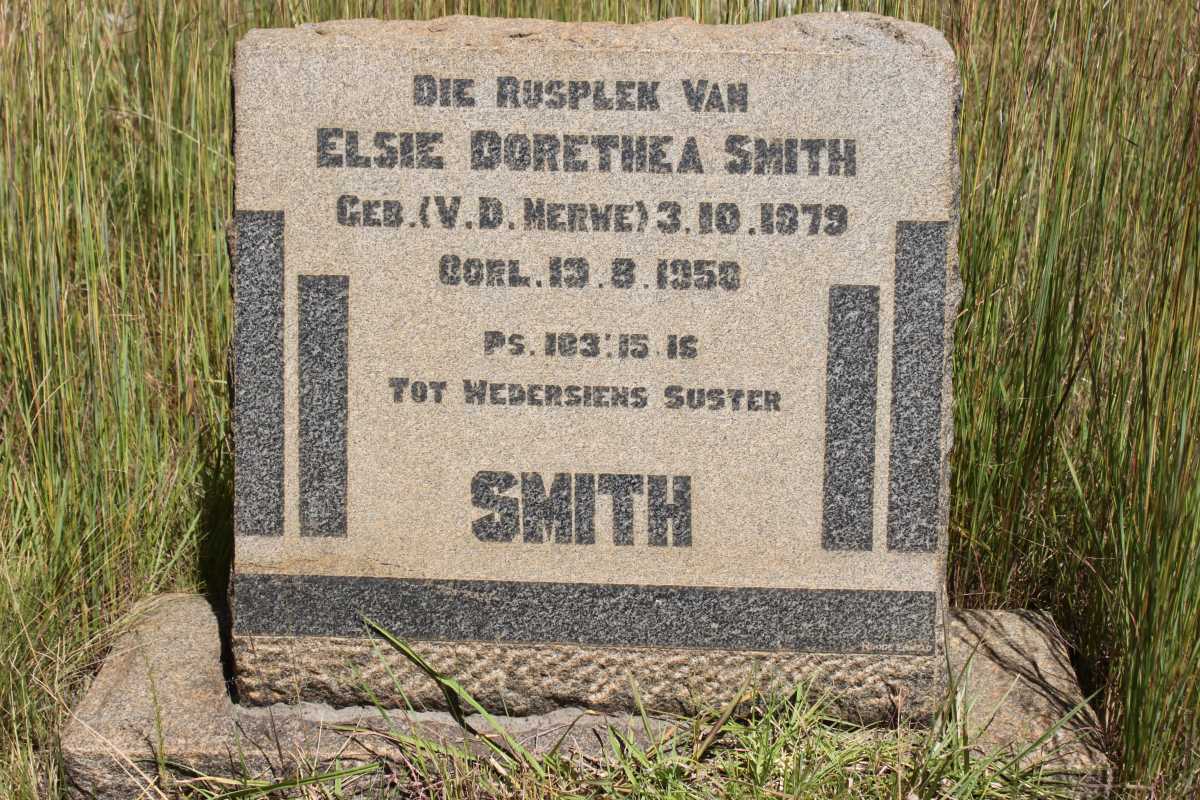 Die Rusplek Van
Elsie Dorethea Smith
Geb. (V.D. Merwe) 3.10.1879
Oorl. 19.8.1950
Ps. 103:15.16
Tot Wedersiens Suster
Smith